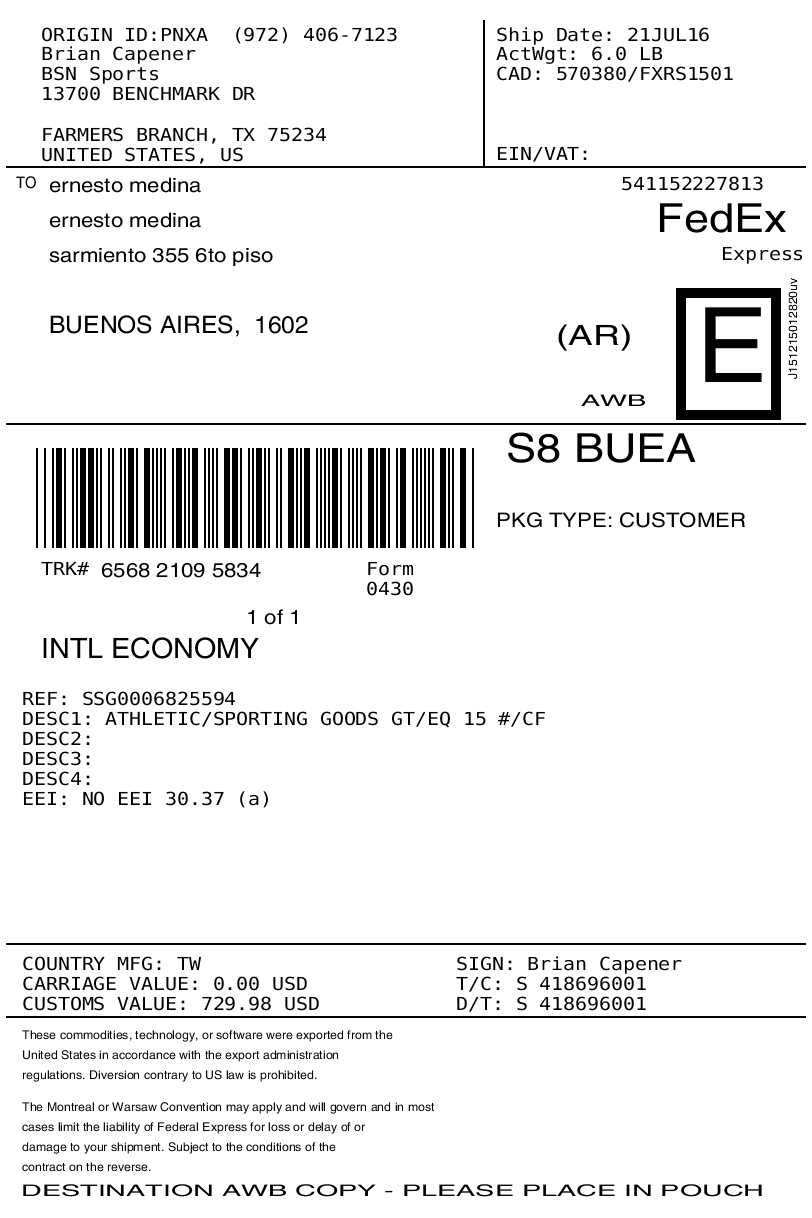 ORIGIN ID:PNXA (972) 406-7123
Brian Capener
BSN Sports
13700 BENCHMARK DR
FARMERS BRANCH, TX 75234
UNITED STATES, US
Ship Date: 21JUL16
ActWgt: 6.0 LB
CAD: 570380/FXRS1501
EIN/VAT:
TO ernesto medina
ernesto medina
sarmiento 355 6to piso
BUENOS AIRES, 1602
541152227813
FedEx
Express
(AR)
E
AWB
J151215012820uv
S8 BUEA
PKG TYPE: CUSTOMER
TRK# 6568 2109 5834
Form
0430
1 of 1
INTL ECONOMY
REF: SSG0006825594
DESC1: ATHLETIC/SPORTING GOODS GT/EQ 15 #/CF
DESC2:
DESC3:
DESC4:
EEI: NO EEI 30.37 (a)
COUNTRY MFG: TW
CARRIAGE VALUE: 0.00 USD
CUSTOMS VALUE: 729.98 USD
SIGN: Brian Capener
T/C: S 418696001
D/T: S 418696001
These commodities, technology, or software were exported from the
United States in accordance with the export administration
regulations. Diversion contrary to US law is prohibited.
The Montreal or Warsaw Convention may apply and will govern and in most
cases limit the liability of Federal Express for loss or delay of or
damage to your shipment. Subject to the conditions of the
contract on the reverse.
DESTINATION AWB COPY - PLEASE PLACE IN POUCH